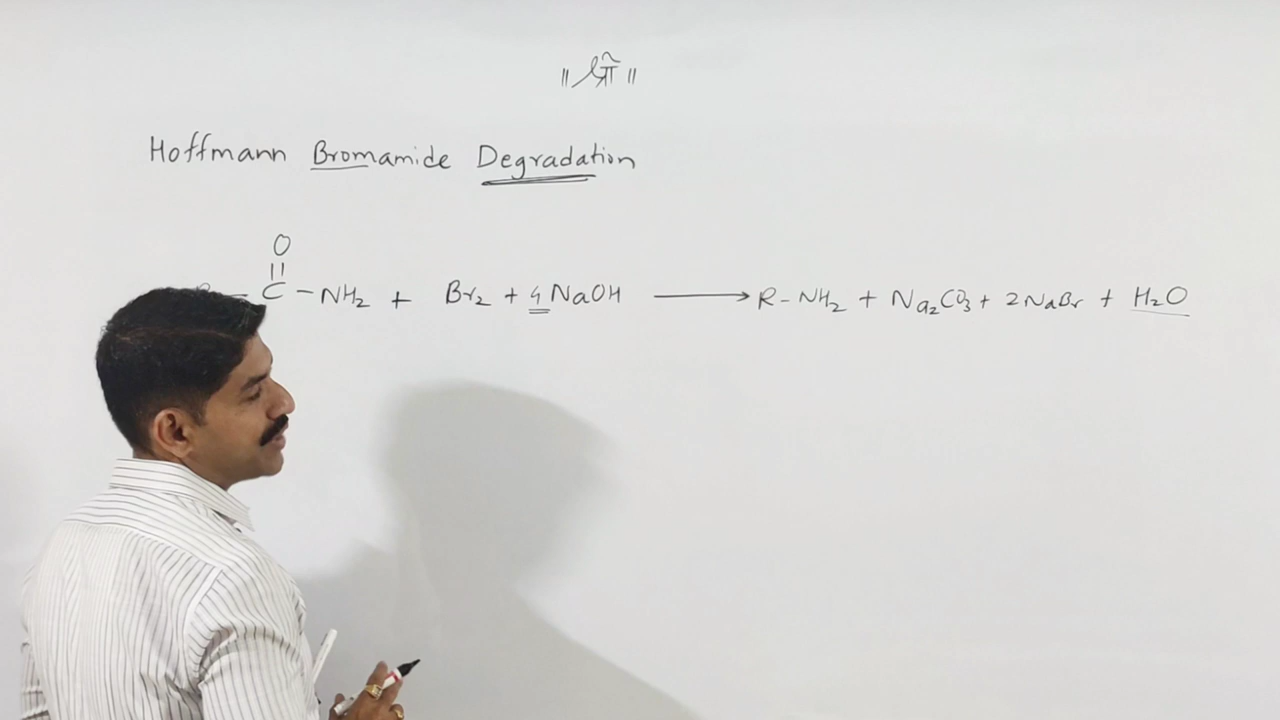 ॥ श्री ॥
Hoffmann Bromamide Degradation
O
||
R - C - NH₂ + Br₂ + 4 NaOH ⟶ R - NH₂ + Na₂CO₃ + 2NaBr + H₂O